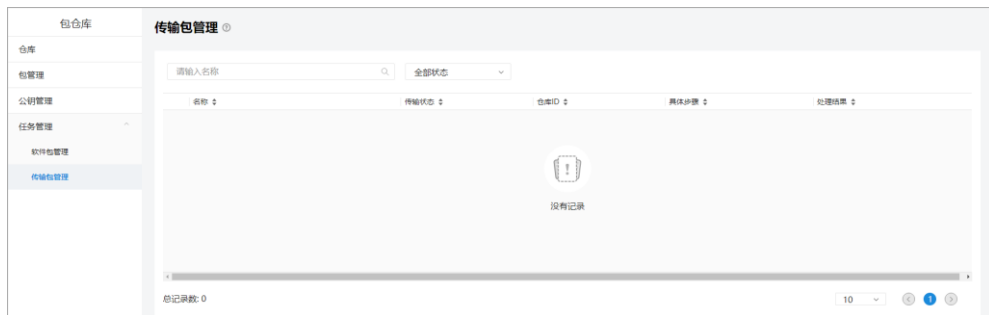 包仓库
仓库
包管理
公钥管理
任务管理
软件包管理
传输包管理
传输包管理
请输入名称
全部状态
名称 传输状态 仓库ID 具体步骤 处理结果
没有记录
总记录数: 0
10
1